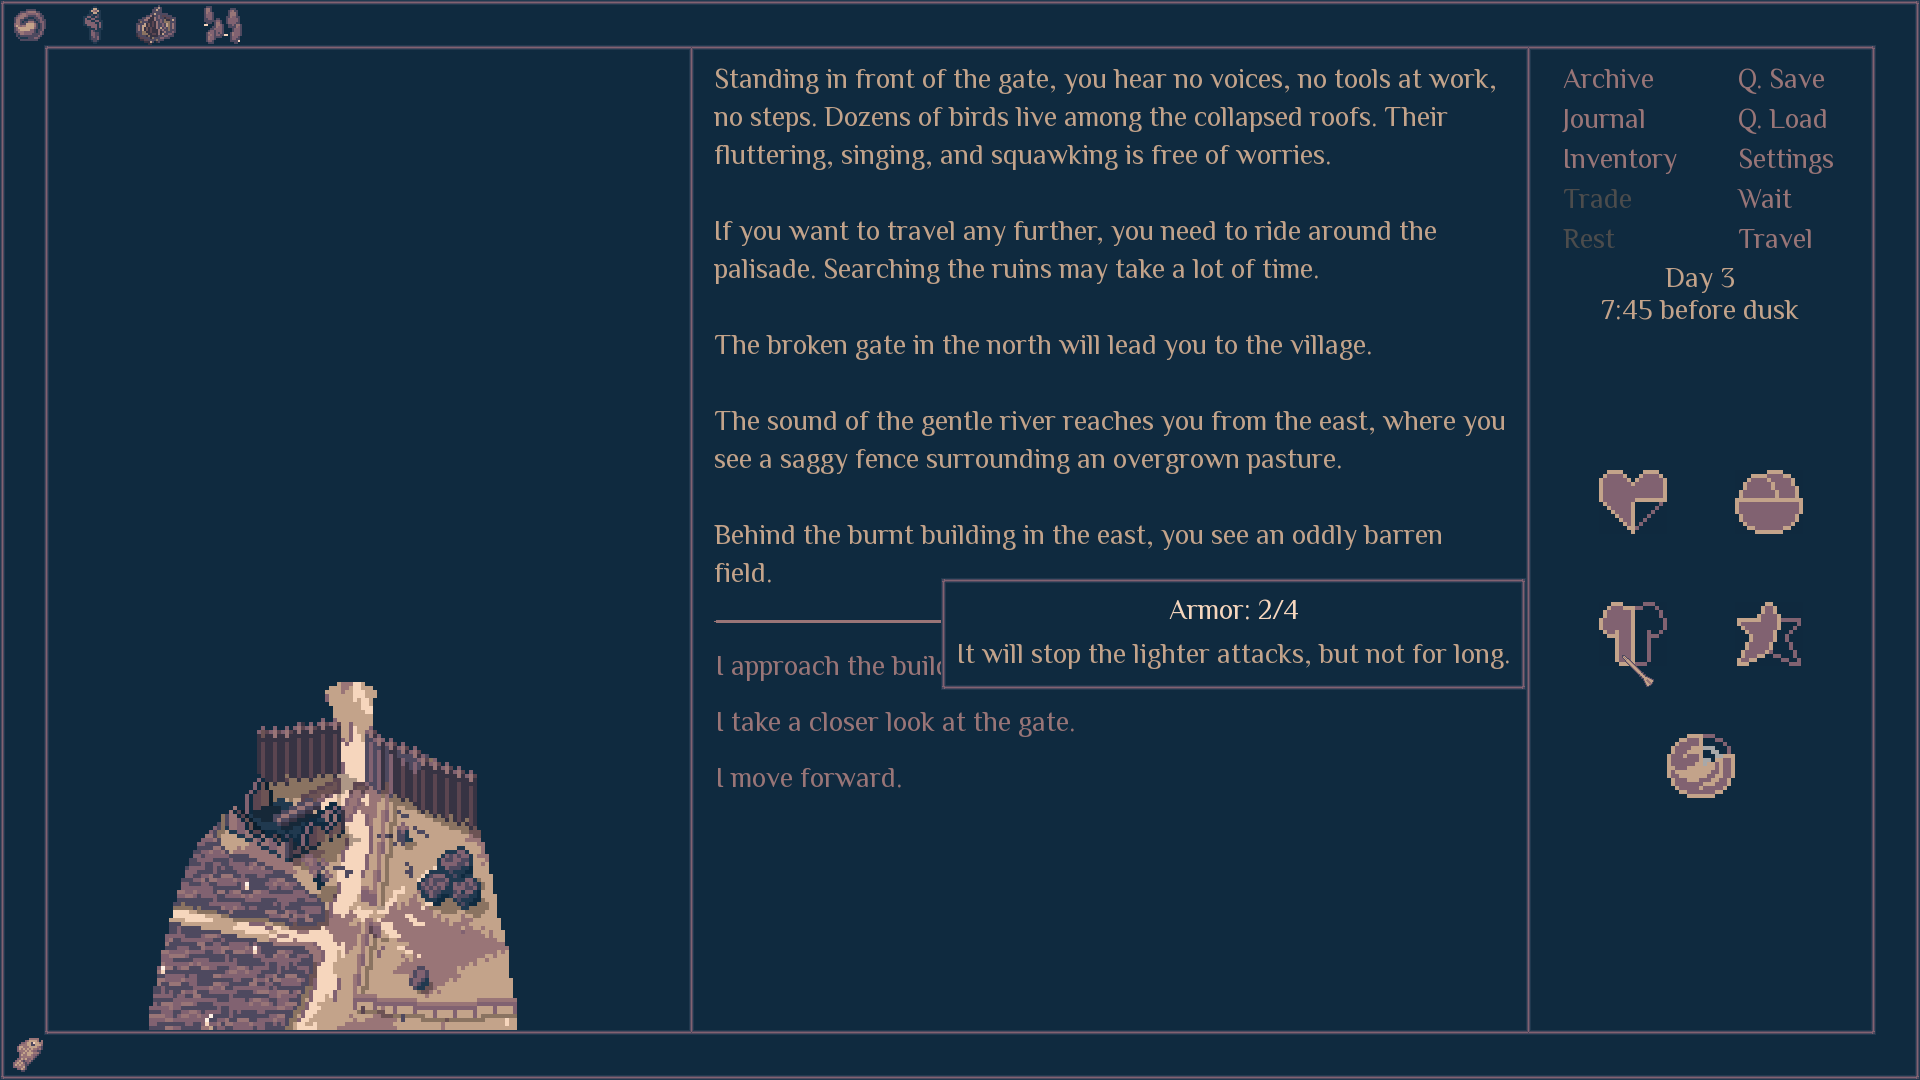 Standing in front of the gate, you hear no voices, no tools at work,
no steps. Dozens of birds live among the collapsed roofs. Their
fluttering, singing, and squawking is free of worries.
If you want to travel any further, you need to ride around the
palisade. Searching the ruins may take a lot of time.
The broken gate in the north will lead you to the village.
The sound of the gentle river reaches you from the east, where you
see a saggy fence surrounding an overgrown pasture.
Behind the burnt building in the east, you see an oddly barren
field.
Armor: 2/4
It will stop the lighter attacks, but not for long.
I approach the
I take a closer look at the gate.
I move forward.
Archive
Q. Save
Journal
Q. Load
Inventory
Settings
Trade
Wait
Rest
Travel
Day 3
7:45 before dusk